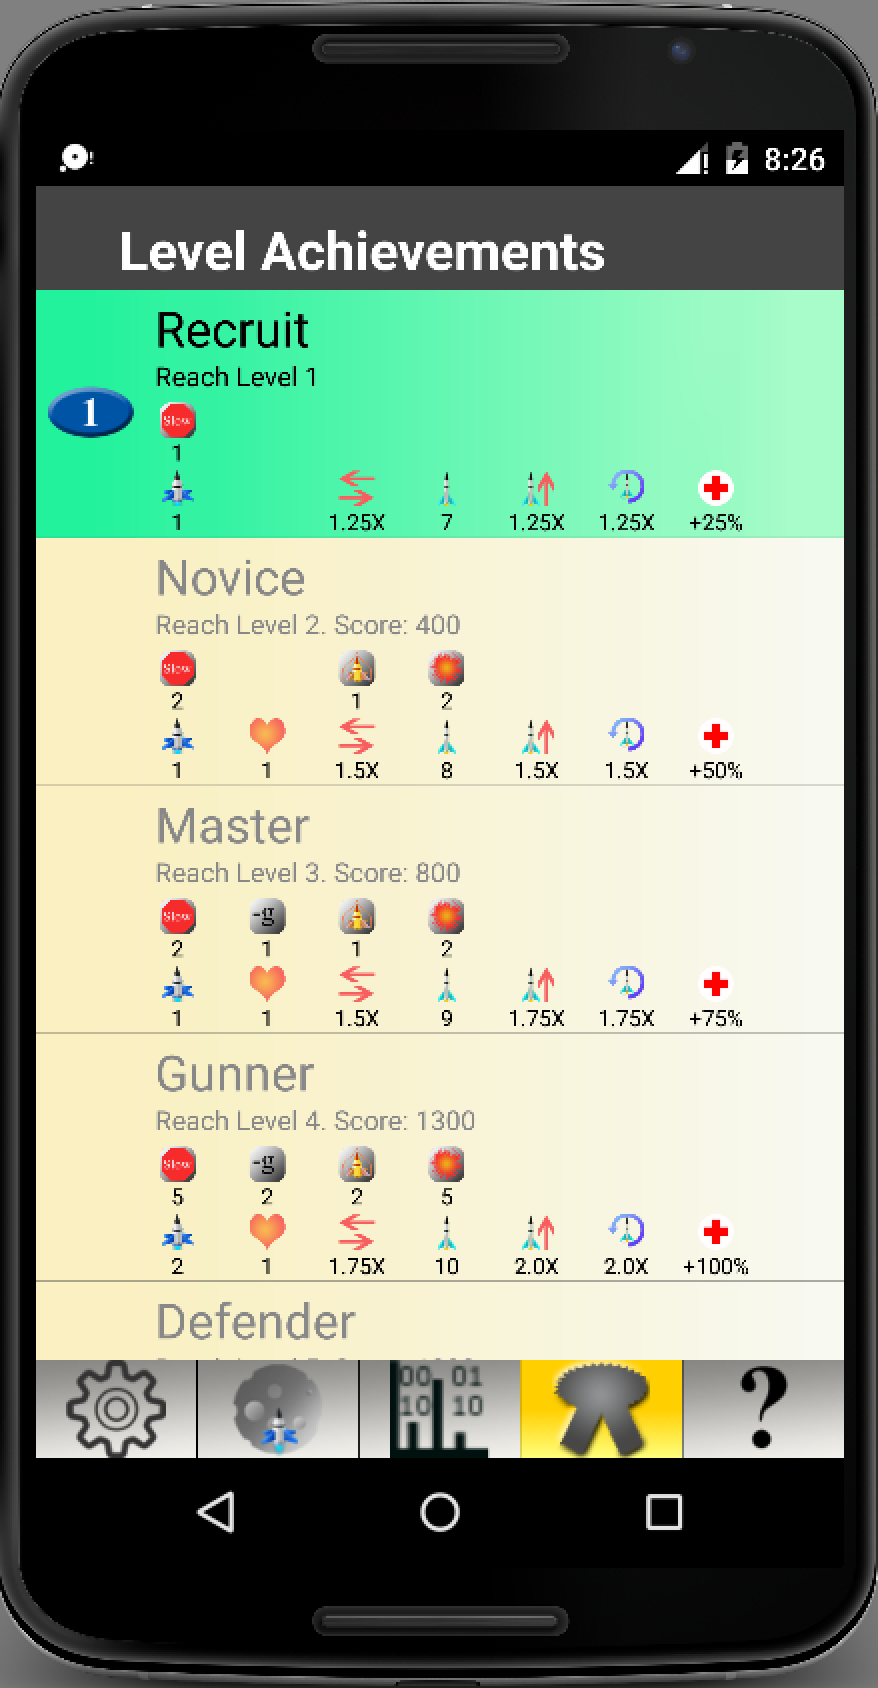 8:26
Level Achievements
Recruit
Reach Level 1
1
Slow
1
1 1.25X 7 1.25X 1.25X +25%
Novice
Reach Level 2. Score: 400
Slow
2 1 2
1 1 1.5X 8 1.5X 1.5X +50%
Master
Reach Level 3. Score: 800
Slow -g
2 1 1 2
1 1 1.5X 9 1.75X 1.75X +75%
Gunner
Reach Level 4. Score: 1300
Slow -g
5 2 2 5
2 1 1.75X 10 2.0X 2.0X +100%
Defender
00 01
10 10
?